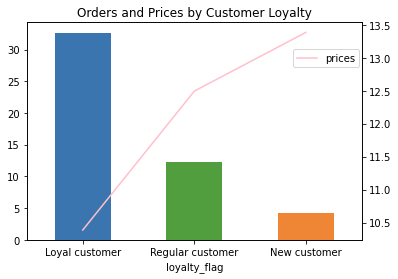 Orders and Prices by Customer Loyalty
30
25
20
15
10
5
0
13.5
13.0
12.5
12.0
11.5
11.0
10.5
prices
Loyal customer
Regular customer
New customer
loyalty_flag